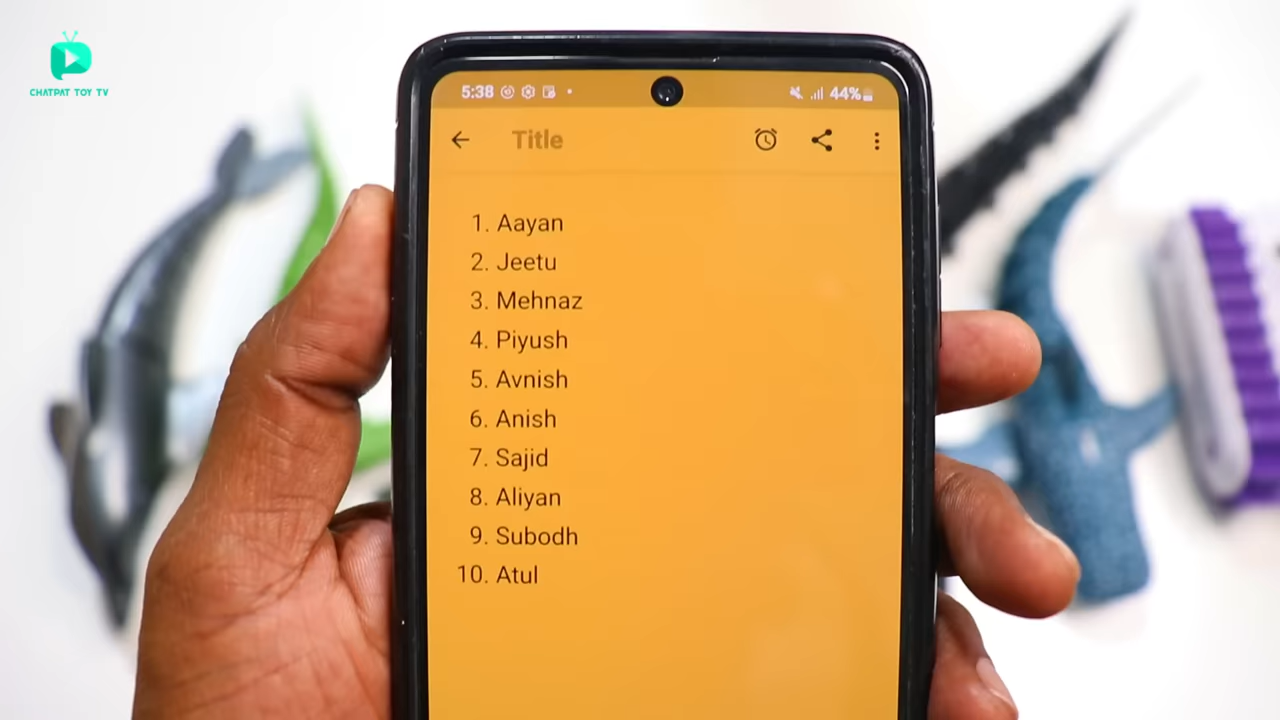 CHATPAT TOY TV
5:38 44%
Title
1. Aayan
2. Jeetu
3. Mehnaz
4. Piyush
5. Avnish
6. Anish
7. Sajid
8. Aliyan
9. Subodh
10. Atul